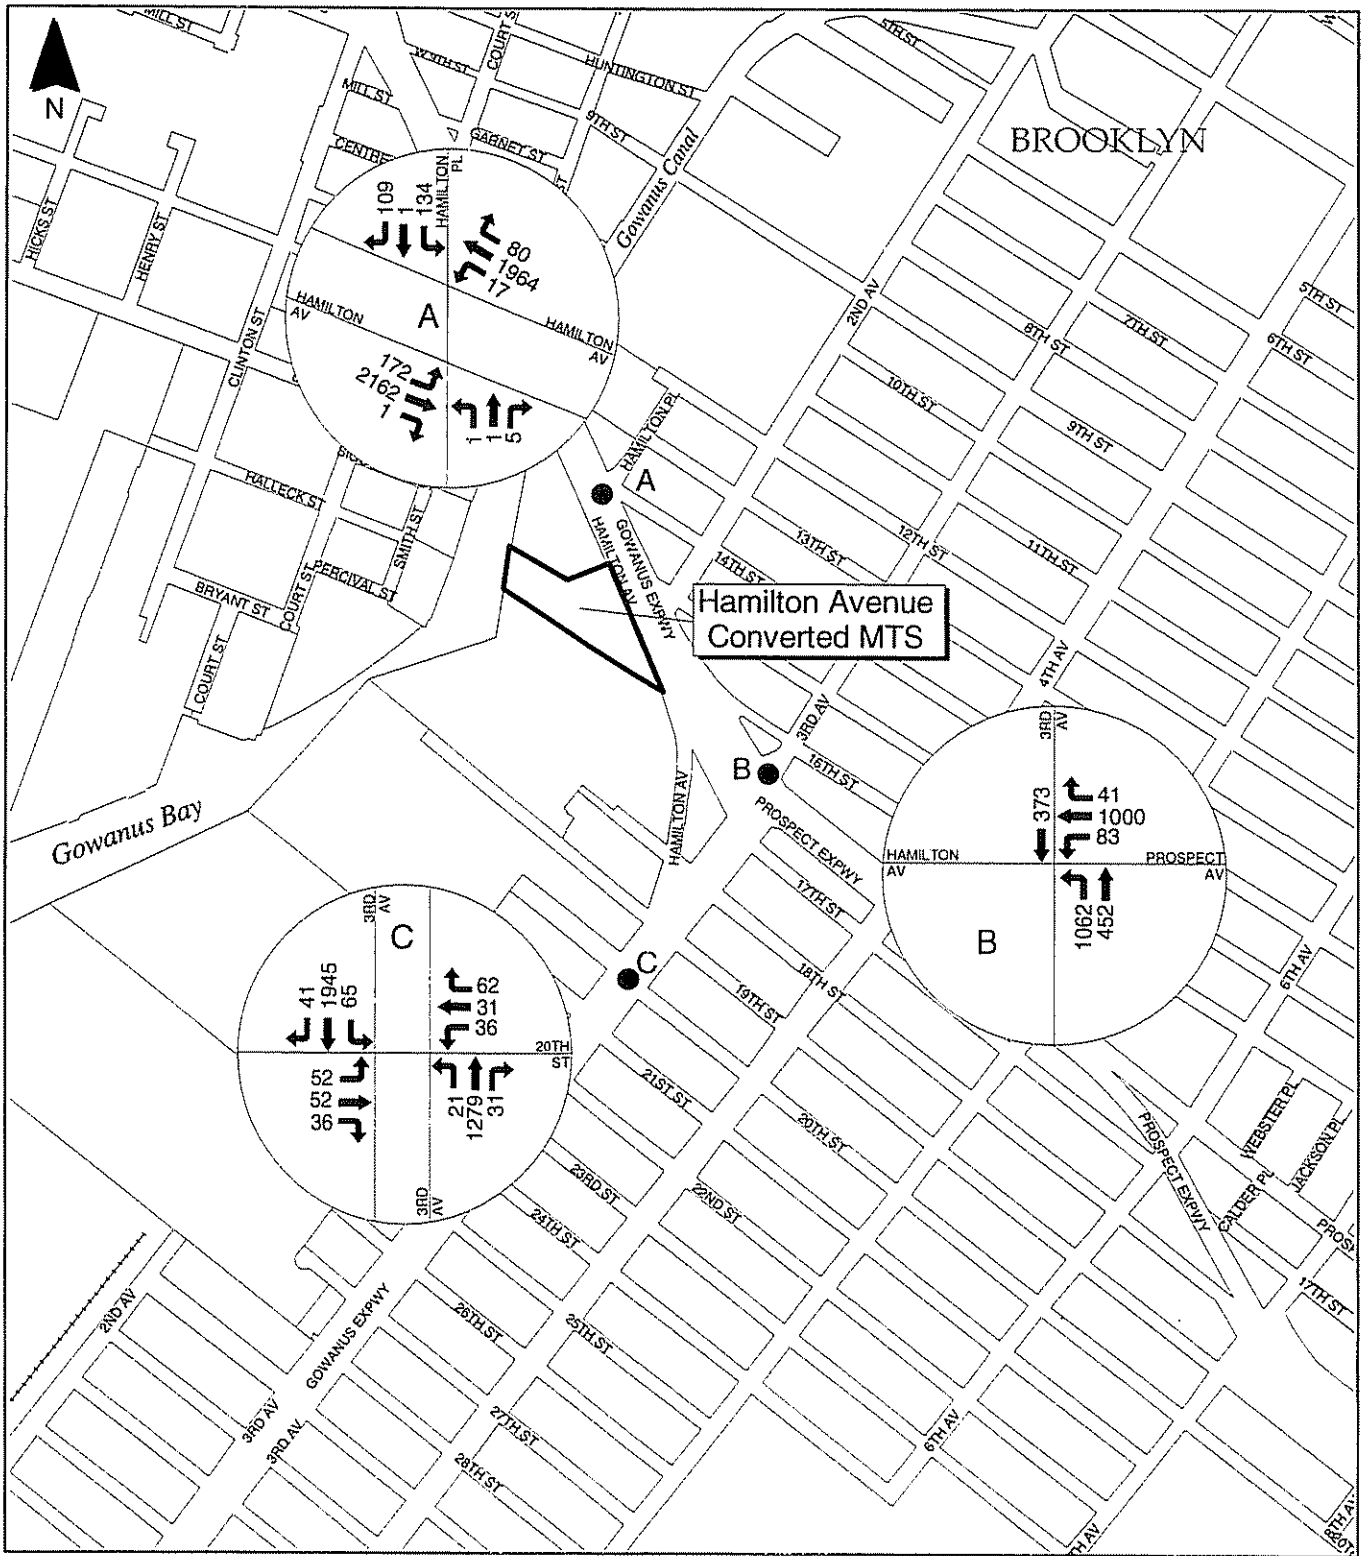 MILL ST
COURT ST
W 9TH ST
HUNTINGTON ST
5TH ST
N
MILL ST
9TH ST
Gowanus Canal
BROOKLYN
CENTRE
GARNET ST
HICKS ST
HENRY ST
CLINTON ST
HAMILTON
PL
109
1
134
80
1964
17
HAMILTON
AV
A
HAMILTON
AV
172
2162
1
1
1
5
2ND AV
5TH ST
6TH ST
7TH ST
8TH ST
10TH ST
9TH ST
HAMILTON PL
A
HALLECK ST
SMITH ST
PERCIVAL ST
BRYANT ST
COURT ST
COURT ST
HAMILTON AV
GOWANUS EXPWY
14TH ST
13TH ST
12TH ST
11TH ST
Hamilton Avenue
Converted MTS
4TH AV
3RD AV
B
16TH ST
HAMILTON AV
PROSPECT EXPWY
17TH ST
Gowanus Bay
3RD
AV
373
41
1000
83
HAMILTON
AV
PROSPECT
AV
1062
452
B
3RD
AV
C
41
1945
65
62
31
36
20TH
ST
52
52
36
21
1279
31
3RD
AV
C
18TH ST
19TH ST
6TH AV
21ST ST
20TH ST
23RD ST
22ND ST
24TH ST
WEBSTER PL
JACKSON PL
CALDER PL
PROSPECT EXPWY
17TH ST
2ND AV
GOWANUS EXPWY
26TH ST
25TH ST
3RD AV
3RD AV
27TH ST
28TH ST
6TH AV
8TH AV